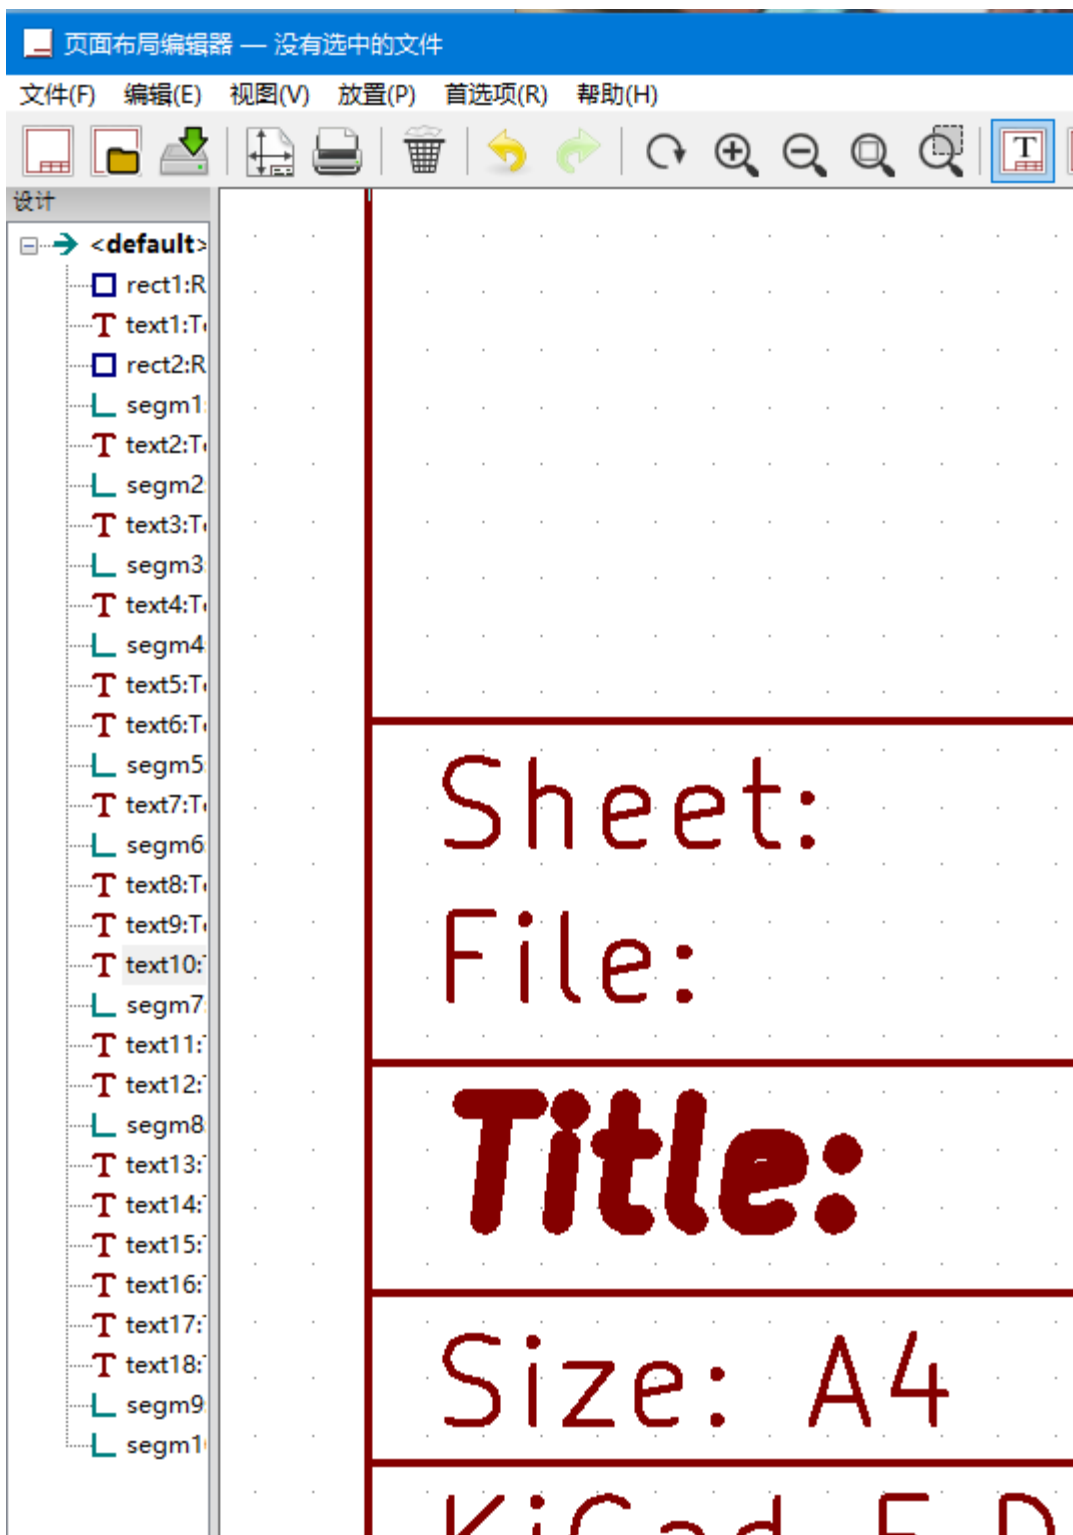 页面布局编辑器 — 没有选中的文件
文件(F) 编辑(E) 视图(V) 放置(P) 首选项(R) 帮助(H)
T
设计
<default>
rect1:R
text1:T
rect2:R
segm1
text2:T
segm2
text3:T
segm3
text4:T
segm4
text5:T
text6:T
segm5
text7:T
segm6
text8:T
text9:T
text10:
segm7
text11:
text12:
segm8
text13:
text14:
text15:
text16:
text17:
text18:
segm9
segm1
Sheet:
File:
Title:
Size: A4
KiCad E.D